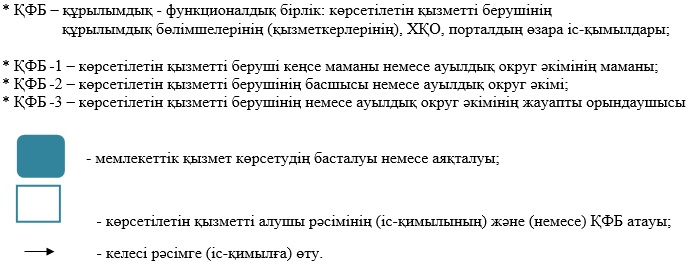 * ҚФБ – құрылымдық - функционалдық бірлік: көрсетілетін қызметті берушінің
құрылымдық бөлімшелерінің (қызметкерлерінің), ХҚО, порталдың өзара іс-қымылдары;
* ҚФБ -1 – көрсетілетін қызметті беруші кеңсе маманы немесе ауылдық округ әкімінің маманы;
* ҚФБ -2 – көрсетілетін қызметті берушінің басшысы немесе ауылдық округ әкімі;
* ҚФБ -3 – көрсетілетін қызметті берушінің немесе ауылдық округ әкімінің жауапты орындаушысы
- мемлекеттік қызмет көрсетудің басталуы немесе аяқталуы;
- көрсетілетін қызметті алушы рәсімінің (іс-қимылының) және (немесе) ҚФБ атауы;
- келесі рәсімге (іс-қимылға) өту.